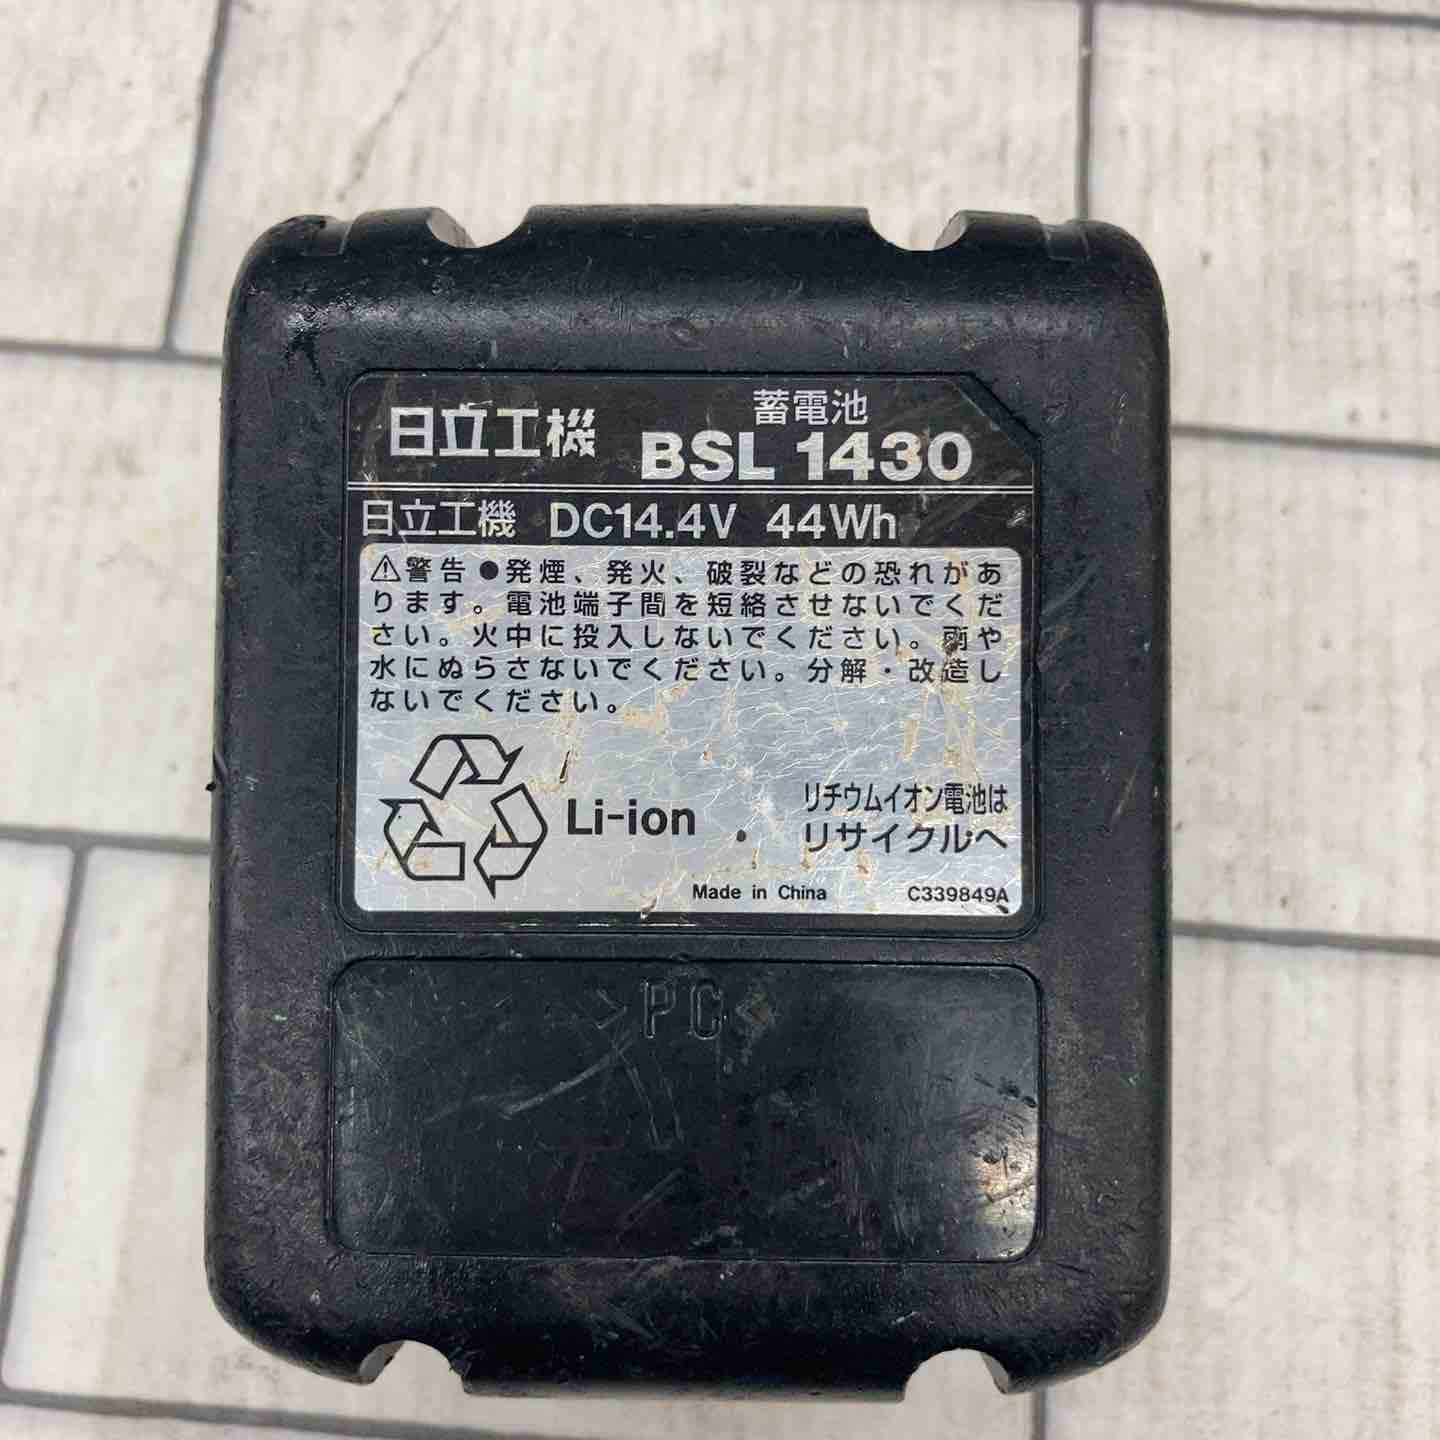 日立工機
蓄電池
BSL 1430
日立工機 DC14.4V 44Wh
⚠警告 ●発煙、発火、破裂などの恐れがあ
ります。電池端子間を短絡させないでくだ
さい。火中に投入しないでください。雨や
水にぬらさないでください。分解・改造し
ないでください。
Li-ion
リチウムイオン電池は
リサイクルへ
Made in China
C339849A
>PC<